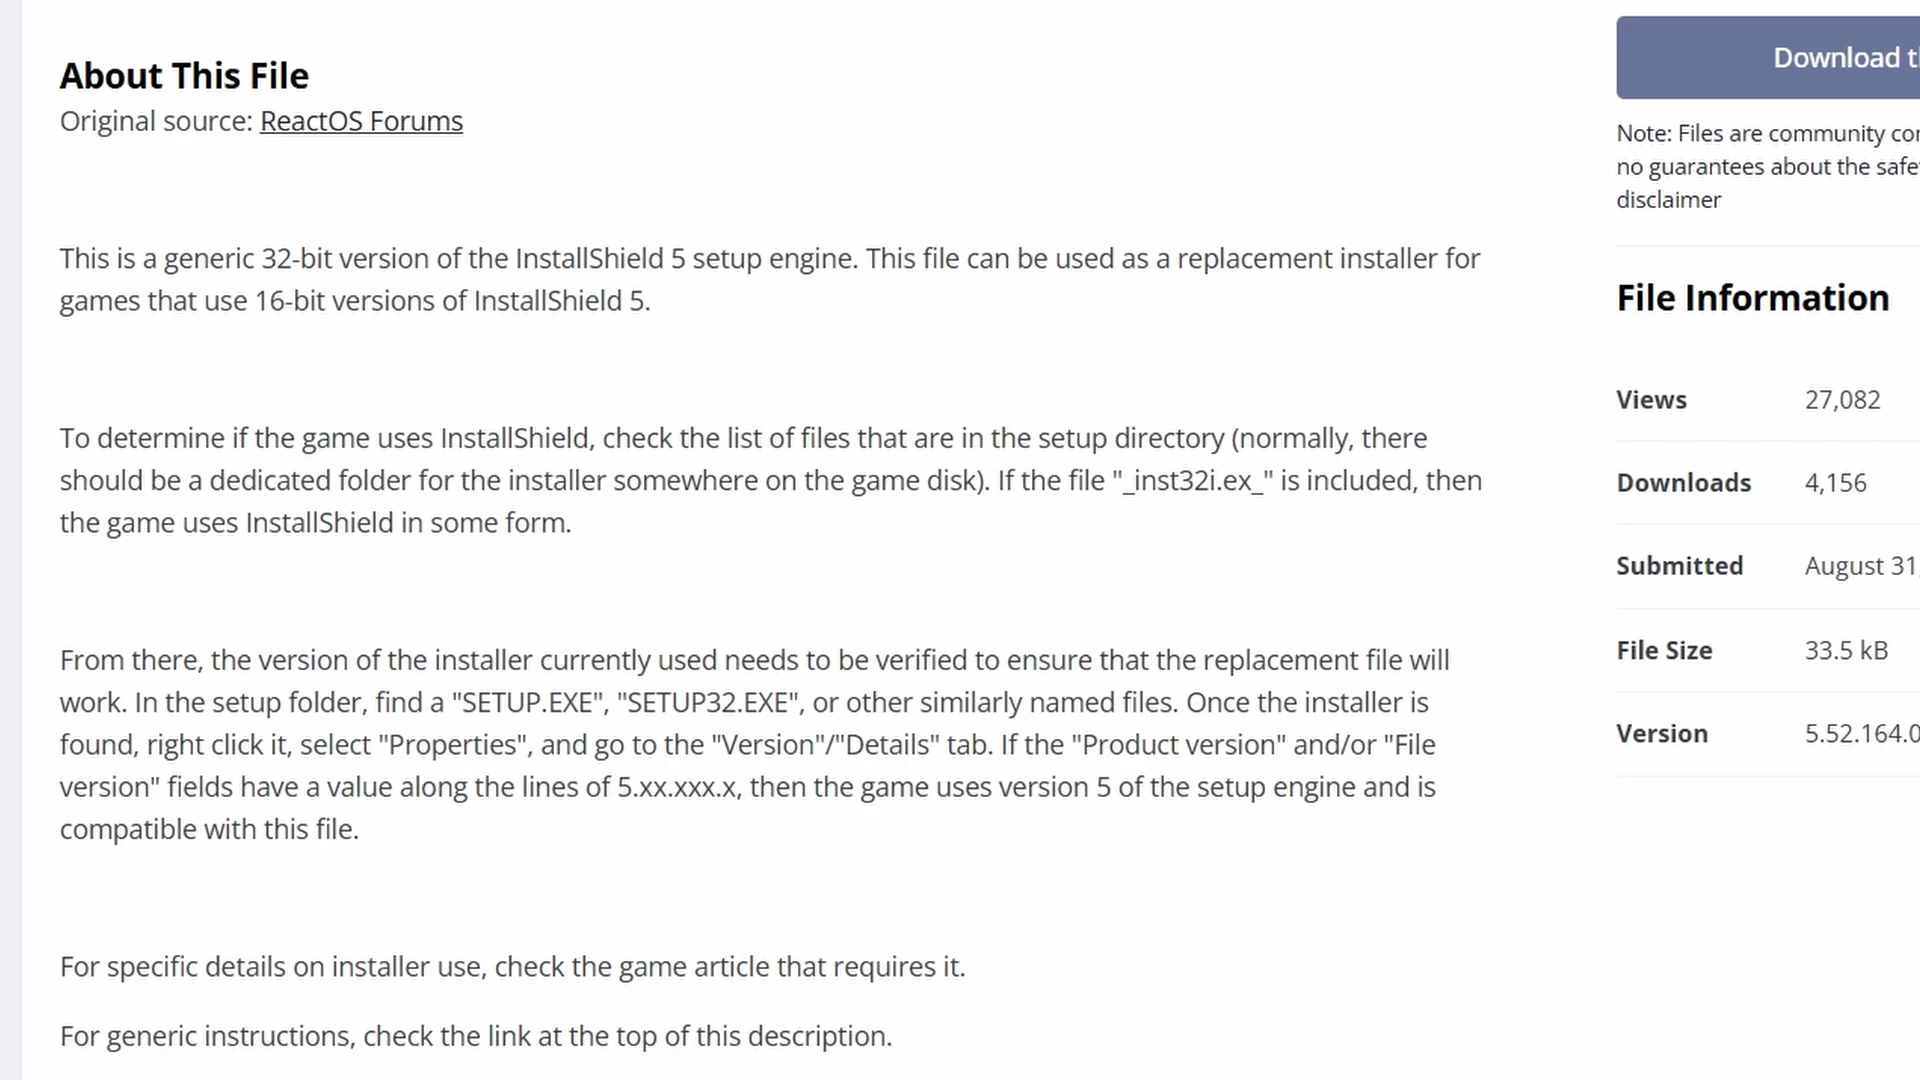 About This File
Original source: ReactOS Forums
This is a generic 32-bit version of the InstallShield 5 setup engine. This file can be used as a replacement installer for
games that use 16-bit versions of InstallShield 5.
To determine if the game uses InstallShield, check the list of files that are in the setup directory (normally, there
should be a dedicated folder for the installer somewhere on the game disk). If the file "_inst32i.ex_" is included, then
the game uses InstallShield in some form.
From there, the version of the installer currently used needs to be verified to ensure that the replacement file will
work. In the setup folder, find a "SETUP.EXE", "SETUP32.EXE", or other similarly named files. Once the installer is
found, right click it, select "Properties", and go to the "Version"/"Details" tab. If the "Product version" and/or "File
version" fields have a value along the lines of 5.xx.xxx.x, then the game uses version 5 of the setup engine and is
compatible with this file.
For specific details on installer use, check the game article that requires it.
For generic instructions, check the link at the top of this description.
Download
Note: Files are community
no guarantees about the
disclaimer
File Information
Views 27,082
Downloads 4,156
Submitted August 31,
File Size 33.5 kB
Version 5.52.164.0